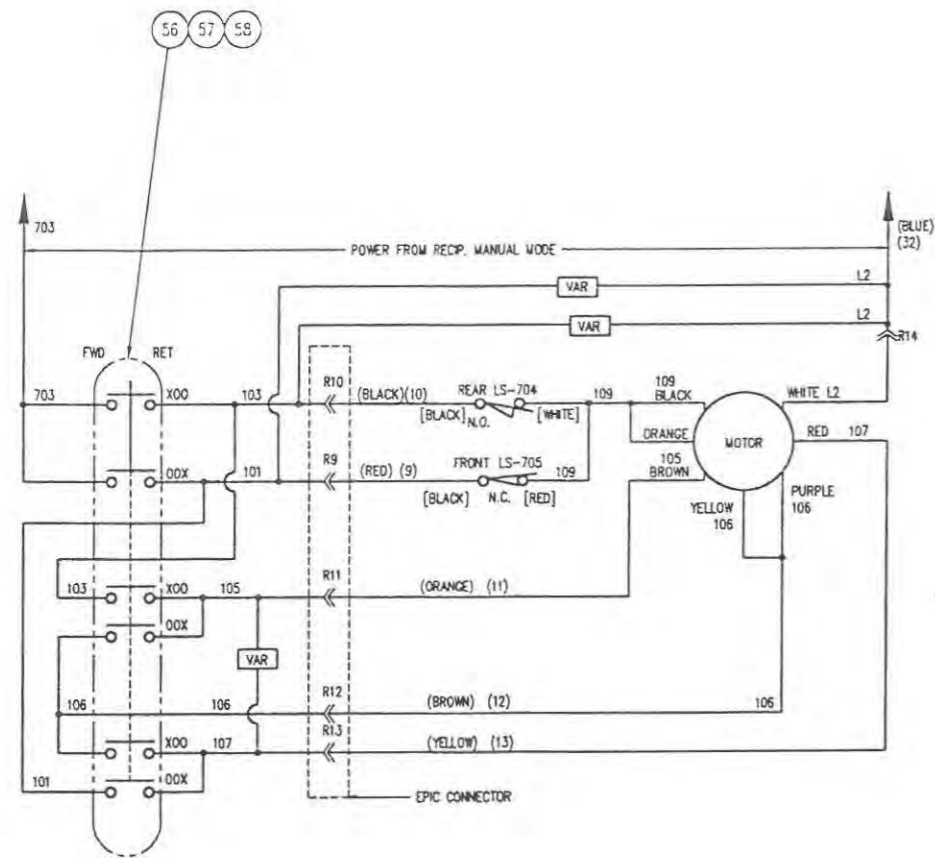 56 57 58
703
(BLUE)
(32)
POWER FROM RECIP. MANUAL MODE
VAR
L2
VAR
L2
R14
FWD RET
703
X00
103
R10
(BLACK)(10)
REAR LS-704
[BLACK] N.O. [WHITE]
109
109
BLACK
WHITE L2
ORANGE
MOTOR
RED 107
00X
101
R9
(RED) (9)
FRONT LS-705
109
[BLACK] N.C. [RED]
105
BROWN
YELLOW
106
PURPLE
106
103
X00
105
R11
(ORANGE) (11)
00X
VAR
106
106
R12
(BROWN) (12)
106
X00
107
R13
(YELLOW) (13)
101
00X
EPIC CONNECTOR